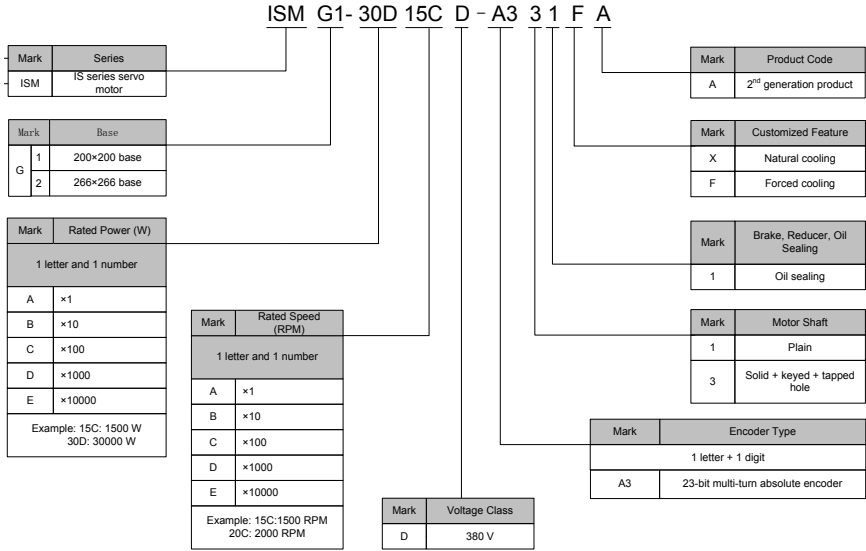 ISM G1- 30D 15C D - A3 3 1 F A
Mark Series
ISM IS series servo
motor
Mark Base
G 1 200×200 base
2 266×266 base
Mark Rated Power (W)
1 letter and 1 number
A ×1
B ×10
C ×100
D ×1000
E ×10000
Example: 15C: 1500 W
30D: 30000 W
Mark Rated Speed
(RPM)
1 letter and 1 number
A ×1
B ×10
C ×100
D ×1000
E ×10000
Example: 15C:1500 RPM
20C: 2000 RPM
Mark Voltage Class
D 380 V
Mark Product Code
A 2nd generation product
Mark Customized Feature
X Natural cooling
F Forced cooling
Mark Brake, Reducer, Oil
Sealing
1 Oil sealing
Mark Motor Shaft
1 Plain
3 Solid + keyed + tapped
hole
Mark Encoder Type
1 letter + 1 digit
A3 23-bit multi-turn absolute encoder